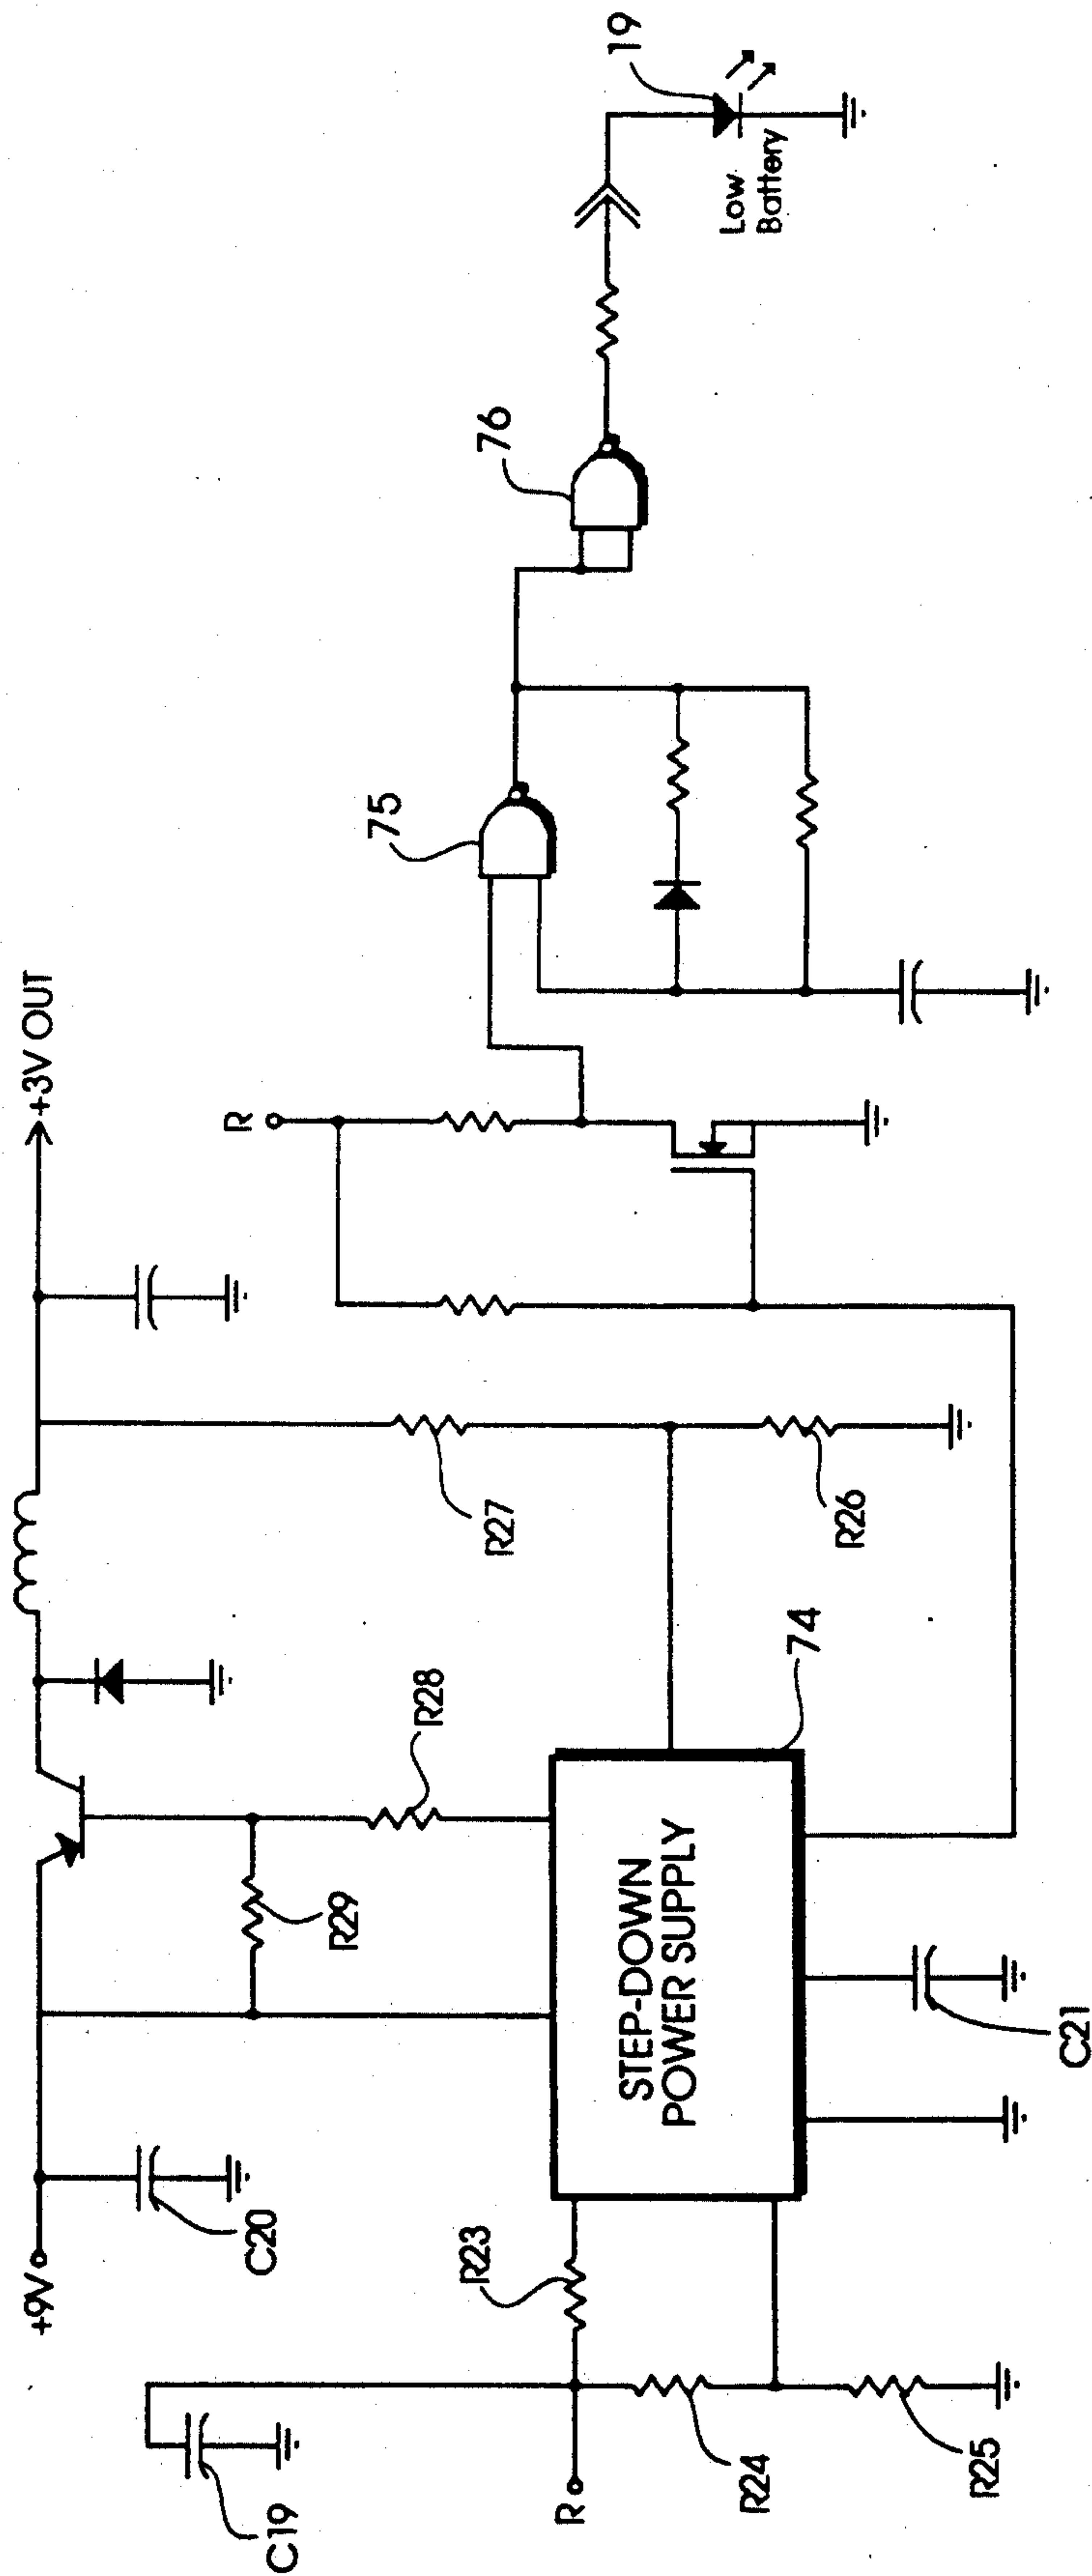 +9V
+3V OUT
C19
C20
R29
R28
R27
R
R23
R
R24
R25
STEP-DOWN
POWER SUPPLY
74
R26
C21
75
76
19
Low
Battery